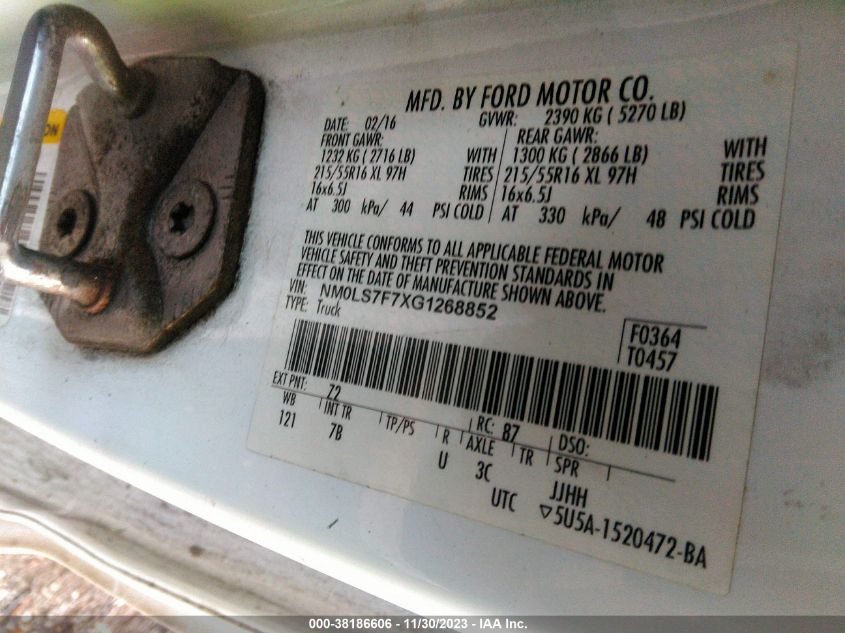 MFD. BY FORD MOTOR CO.
DATE: 02/16 GVWR: 2390 KG ( 5270 LB)
FRONT GAWR: REAR GAWR:
1232 KG ( 2716 LB) WITH 1300 KG ( 2866 LB) WITH
215/55R16 XL 97H TIRES 215/55R16 XL 97H TIRES
16x6.5J RIMS 16x6.5J RIMS
AT 300 kPa/ 44 PSI COLD AT 330 kPa/ 48 PSI COLD
THIS VEHICLE CONFORMS TO ALL APPLICABLE FEDERAL MOTOR
VEHICLE SAFETY AND THEFT PREVENTION STANDARDS IN
EFFECT ON THE DATE OF MANUFACTURE SHOWN ABOVE.
VIN: NM0LS7F7XG1268852
TYPE: Truck
F0364
T0457
EXT PNT: Z2 RC: B7 DSO:
WB INT TR TP/PS R AXLE TR SPR
121 7B U 3C JJHH
UTC ▽5U5A-1520472-BA
000-38186606 - 11/30/2023 - IAA Inc.